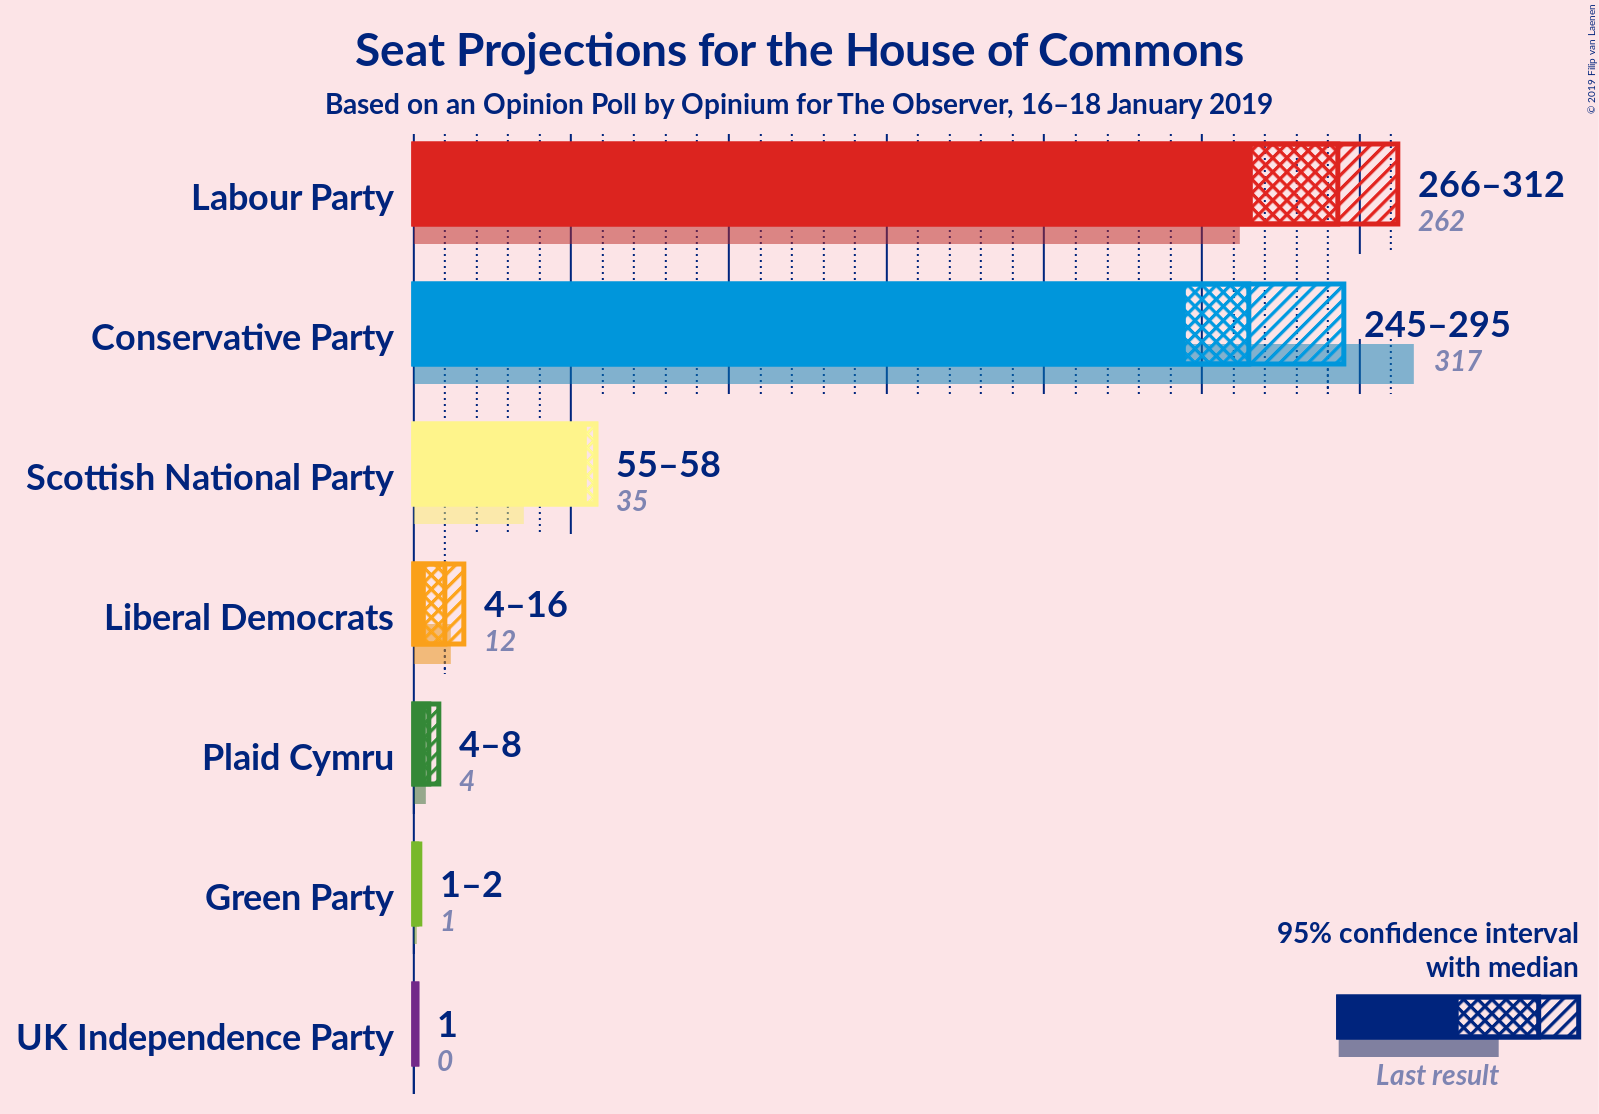 Seat Projections for the House of Commons
Based on an Opinion Poll by Opinium for The Observer, 16–18 January 2019
© 2019 Filip van Laenen
Labour Party
266–312
262
Conservative Party
245–295
317
Scottish National Party
55–58
35
Liberal Democrats
4–16
12
Plaid Cymru
4–8
4
Green Party
1–2
1
UK Independence Party
1
0
95% confidence interval
with median
Last result